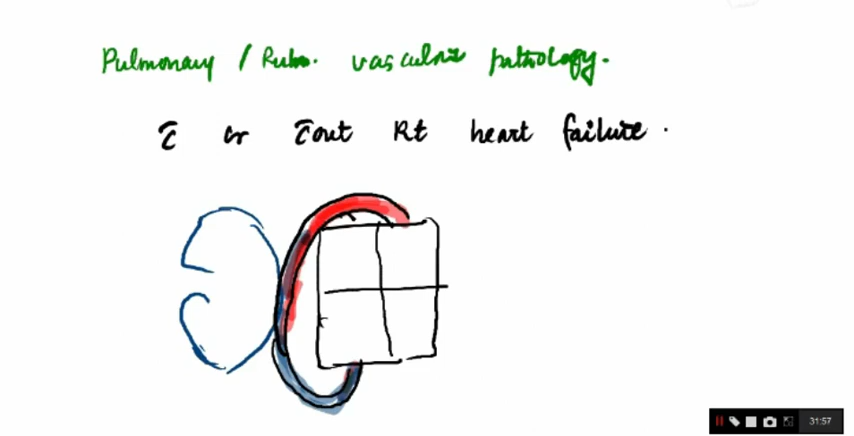 Pulmonary / Pulm. vascular pathology.
c̄ or c̄out Rt heart failure.
31:57